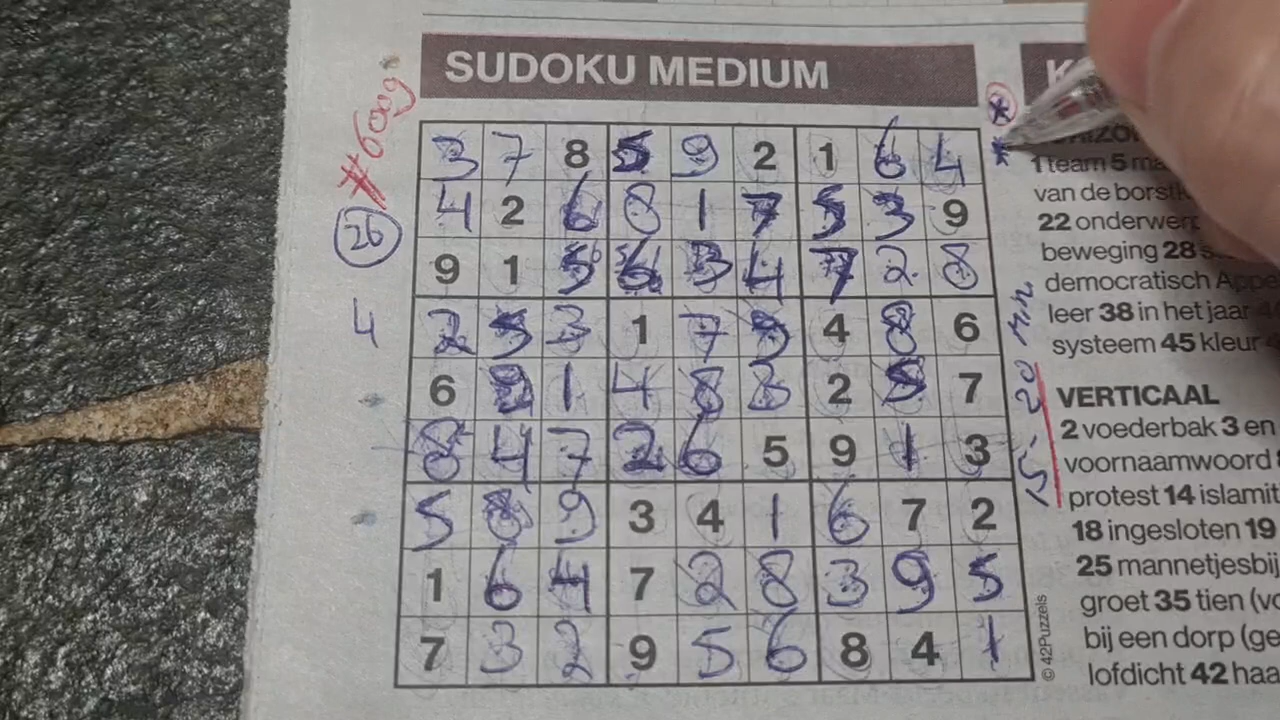 SUDOKU MEDIUM
#600g
26
4
3 7 8 5 9 2 1 6 4
4 2 6 8 1 7 5 3 9
9 1 5 6 3 4 7 2 8
2 5 3 1 7 9 4 8 6
6 9 1 4 8 3 2 5 7
8 4 7 2 6 5 9 1 3
5 8 9 3 4 1 6 7 2
1 6 4 7 2 8 3 9 5
7 3 2 9 5 6 8 4 1
15-20 Min.
© 42Puzzels
1 team 5
van de borst
22 onderwerp
beweging 28
democratisch
leer 38 in het jaar
systeem 45 kleur
VERTICAAL
2 voederbak 3 en
voornaamwoord
protest 14
18 ingesloten 19
25 mannetjesbij
groet 35 tien
bij een dorp
lofdicht 42